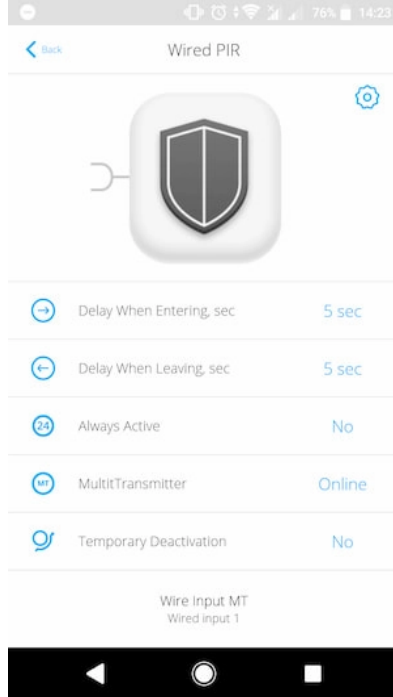 76% 14:23
Back Wired PIR
Delay When Entering, sec 5 sec
Delay When Leaving, sec 5 sec
24 Always Active No
MT MultitTransmitter Online
Temporary Deactivation No
Wire Input MT
Wired input 1